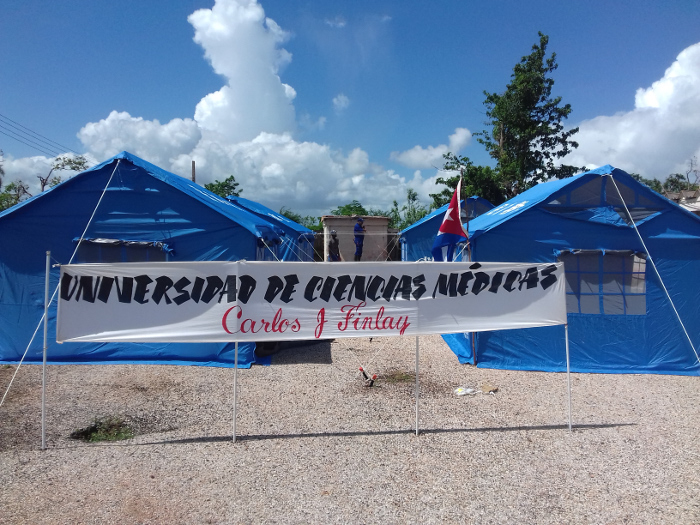 UNIVERSIDAD DE CIENCIAS MÉDICAS
Carlos J Finlay